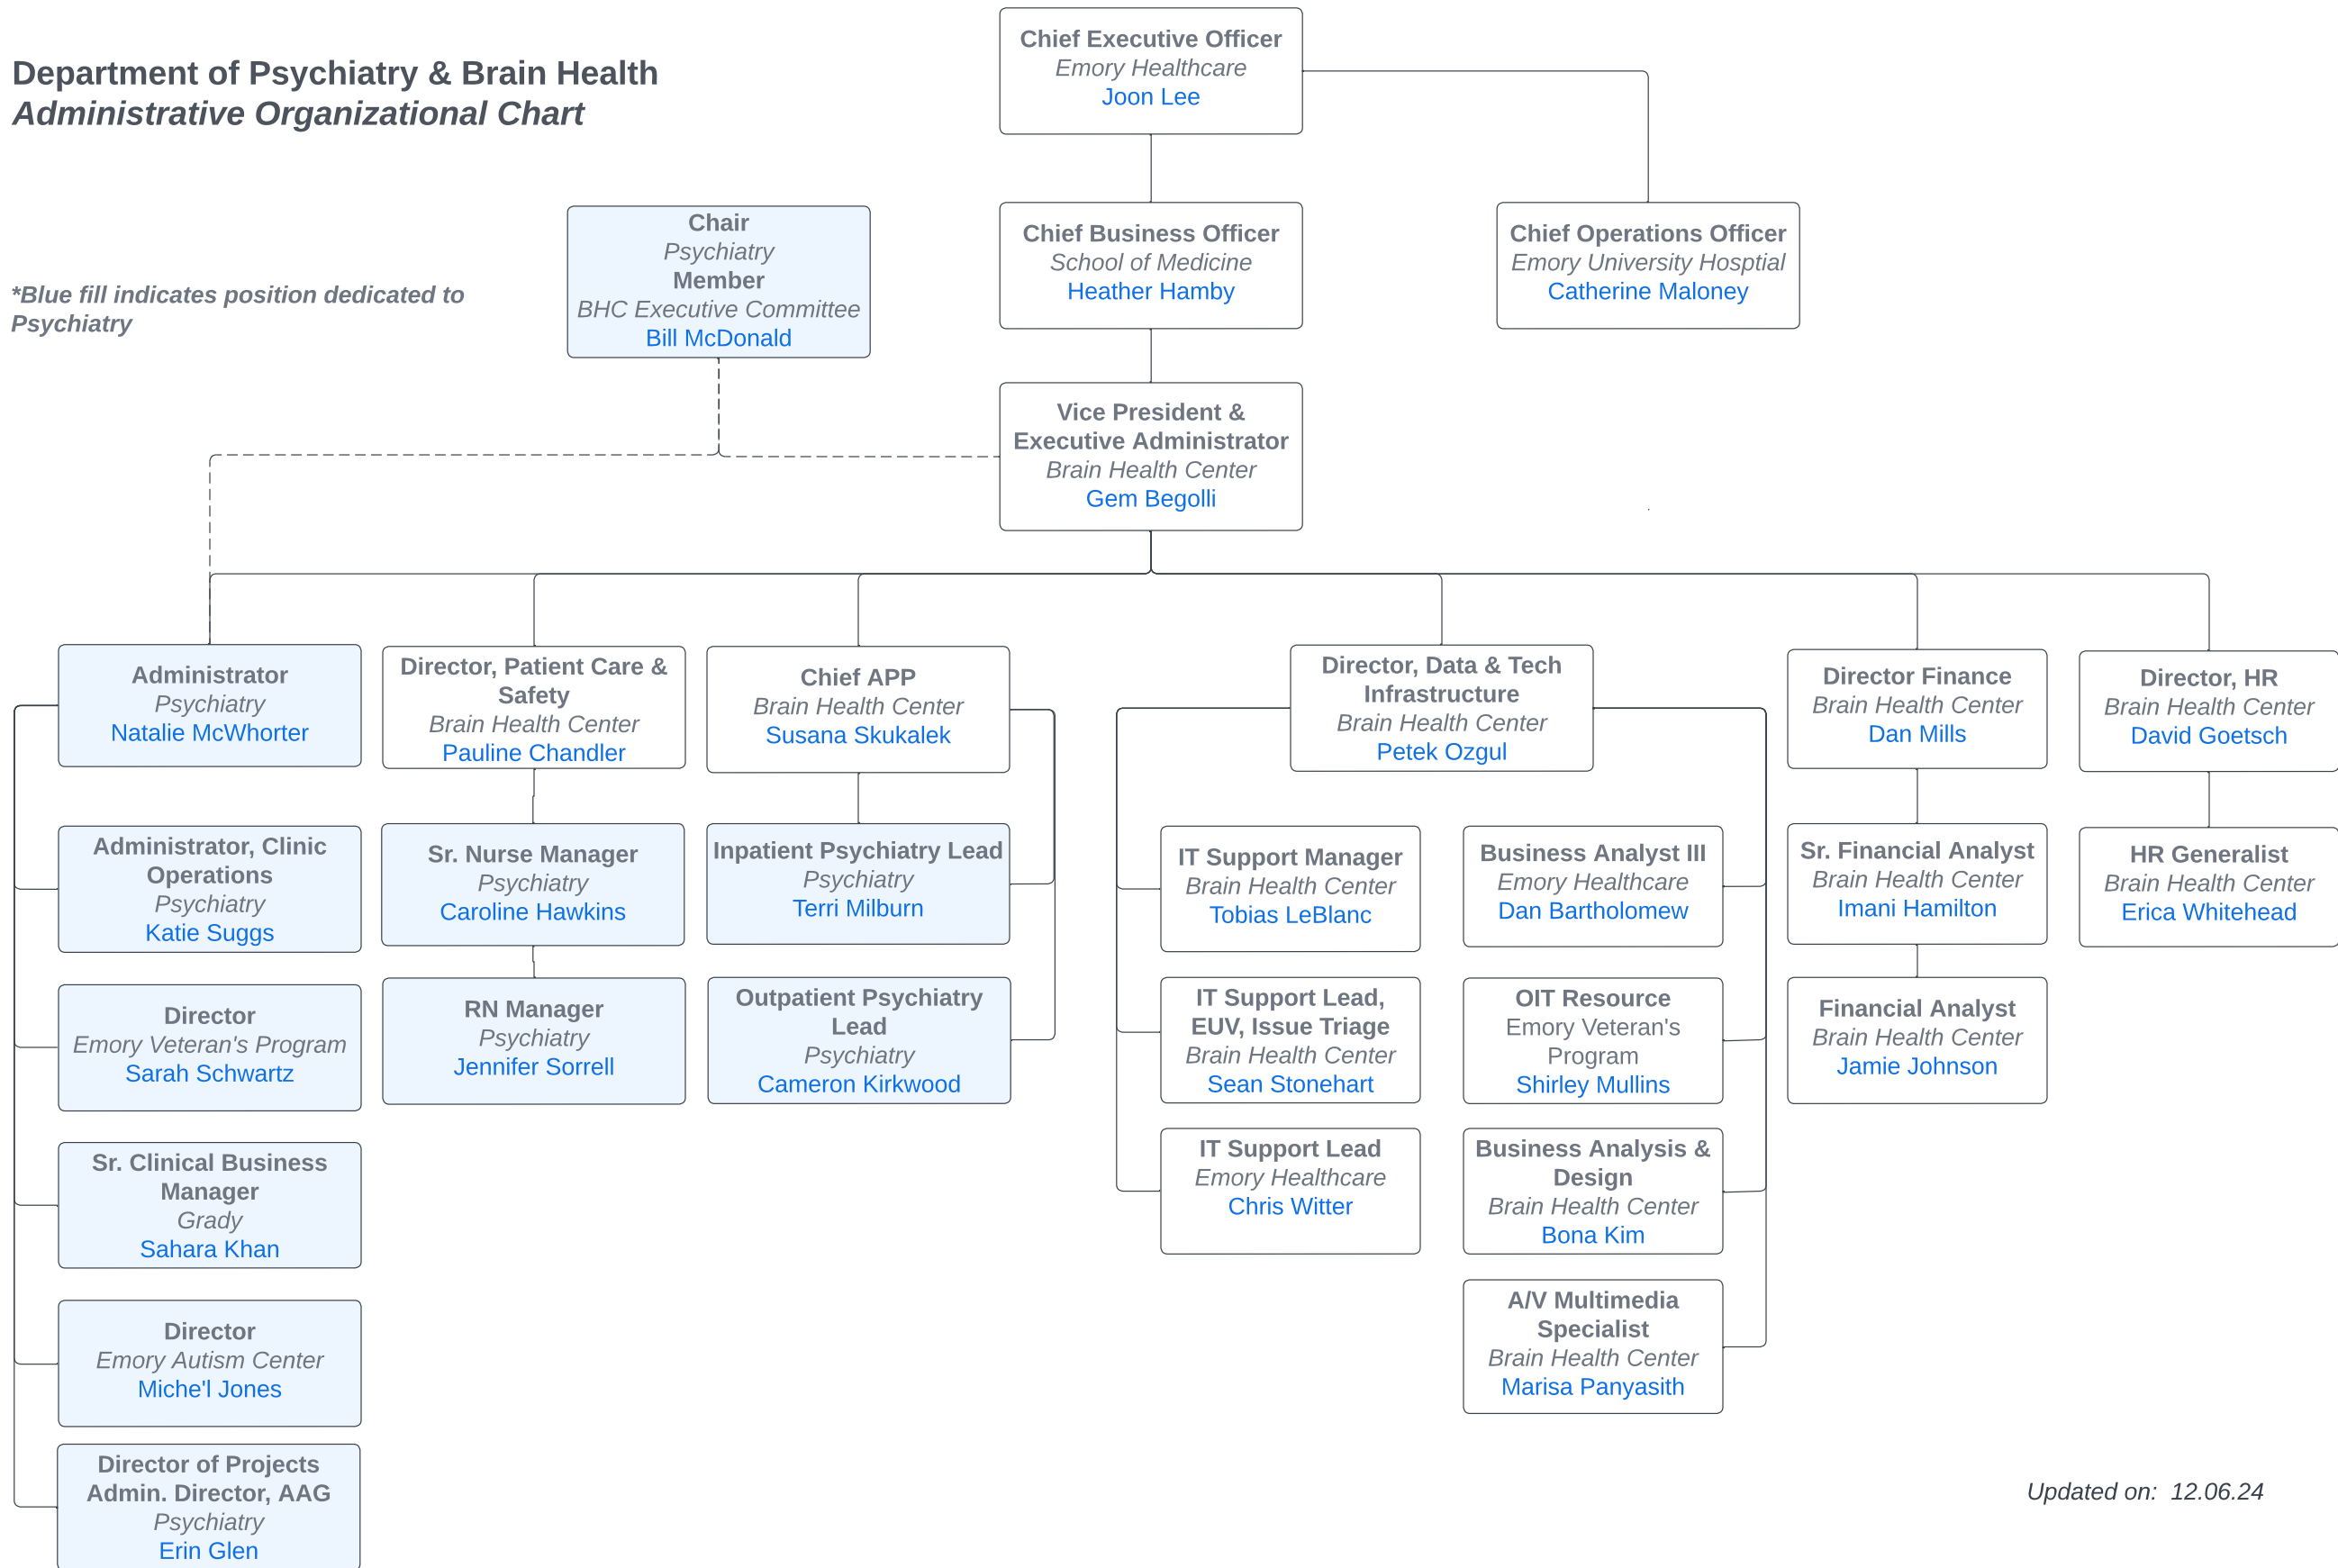 Department of Psychiatry & Brain Health
Administrative Organizational Chart
*Blue fill indicates position dedicated to
Psychiatry
Chief Executive Officer
Emory Healthcare
Joon Lee
Chair
Psychiatry
Member
BHC Executive Committee
Bill McDonald
Chief Business Officer
School of Medicine
Heather Hamby
Chief Operations Officer
Emory University Hosptial
Catherine Maloney
Vice President &
Executive Administrator
Brain Health Center
Gem Begolli
Administrator
Psychiatry
Natalie McWhorter
Director, Patient Care &
Safety
Brain Health Center
Pauline Chandler
Chief APP
Brain Health Center
Susana Skukalek
Director, Data & Tech
Infrastructure
Brain Health Center
Petek Ozgul
Director Finance
Brain Health Center
Dan Mills
Director, HR
Brain Health Center
David Goetsch
Administrator, Clinic
Operations
Psychiatry
Katie Suggs
Sr. Nurse Manager
Psychiatry
Caroline Hawkins
Inpatient Psychiatry Lead
Psychiatry
Terri Milburn
IT Support Manager
Brain Health Center
Tobias LeBlanc
Business Analyst III
Emory Healthcare
Dan Bartholomew
Sr. Financial Analyst
Brain Health Center
Imani Hamilton
HR Generalist
Brain Health Center
Erica Whitehead
Director
Emory Veteran's Program
Sarah Schwartz
RN Manager
Psychiatry
Jennifer Sorrell
Outpatient Psychiatry
Lead
Psychiatry
Cameron Kirkwood
IT Support Lead,
EUV, Issue Triage
Brain Health Center
Sean Stonehart
OIT Resource
Emory Veteran's
Program
Shirley Mullins
Financial Analyst
Brain Health Center
Jamie Johnson
Sr. Clinical Business
Manager
Grady
Sahara Khan
IT Support Lead
Emory Healthcare
Chris Witter
Business Analysis &
Design
Brain Health Center
Bona Kim
Director
Emory Autism Center
Miche'l Jones
A/V Multimedia
Specialist
Brain Health Center
Marisa Panyasith
Director of Projects
Admin. Director, AAG
Psychiatry
Erin Glen
Updated on:  12.06.24